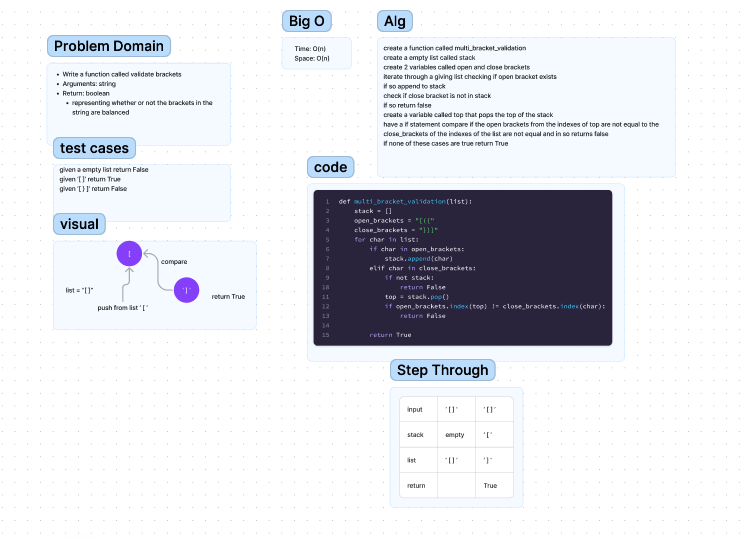 Problem Domain
• Write a function called validate brackets
• Arguments: string
• Return: boolean
• representing whether or not the brackets in the
string are balanced
test cases
given a empty list return False
given '[]' return True
visual
[
compare
list = "[]"
']'
return True
push from list '['
Big O
Time: O(n)
Space: O(n)
Alg
create a function called multi_bracket_validation
create a empty list called stack
create 2 variables called open and close brackets
iterate through a giving list checking if open bracket exists
if so append to stack
check if close bracket is not in stack
if so return false
create a variable called top that pops the top of the stack
have a if statement compare if the open brackets from the indexes of top are not equal to the
close_brackets of the indexes of the list are not equal and in so returns false
if none of these cases are true return True
code
1 def multi_bracket_validation(list):
2 stack = []
3 open_brackets = "[({"
4 close_brackets =
5 for char in list:
6 if char in open_brackets:
7 stack.append(char)
8 elif char in close_brackets:
9 if not stack:
10 return False
11 top = stack.pop()
12 if open_brackets.index(top) != close_brackets.index(char):
13 return False
14
15 return True
Step Through
input '[]' '[]'
stack empty '['
list '[]' ']'
return True